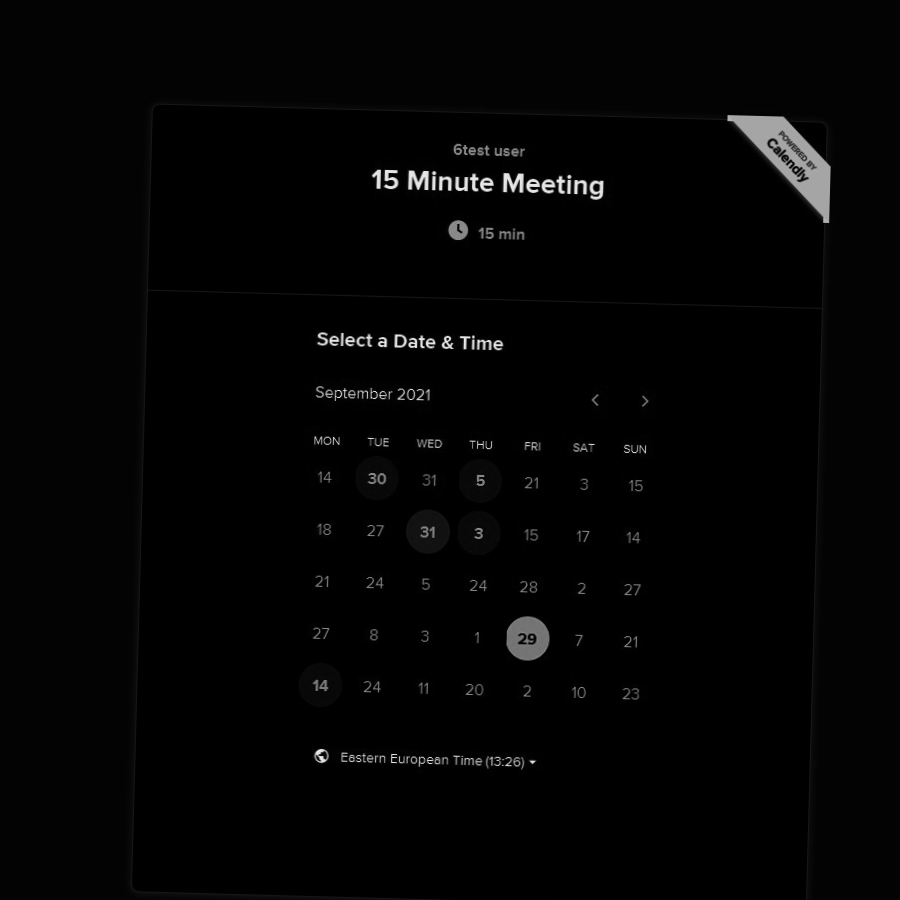 POWERED BY
Calendly
6test user
15 Minute Meeting
15 min
Select a Date & Time
September 2021
MON TUE WED THU FRI SAT SUN
14 30 31 5 21 3 15
18 27 31 3 15 17 14
21 24 5 24 28 2 27
27 8 3 1 29 7 21
14 24 11 20 2 10 23
Eastern European Time (13:26)